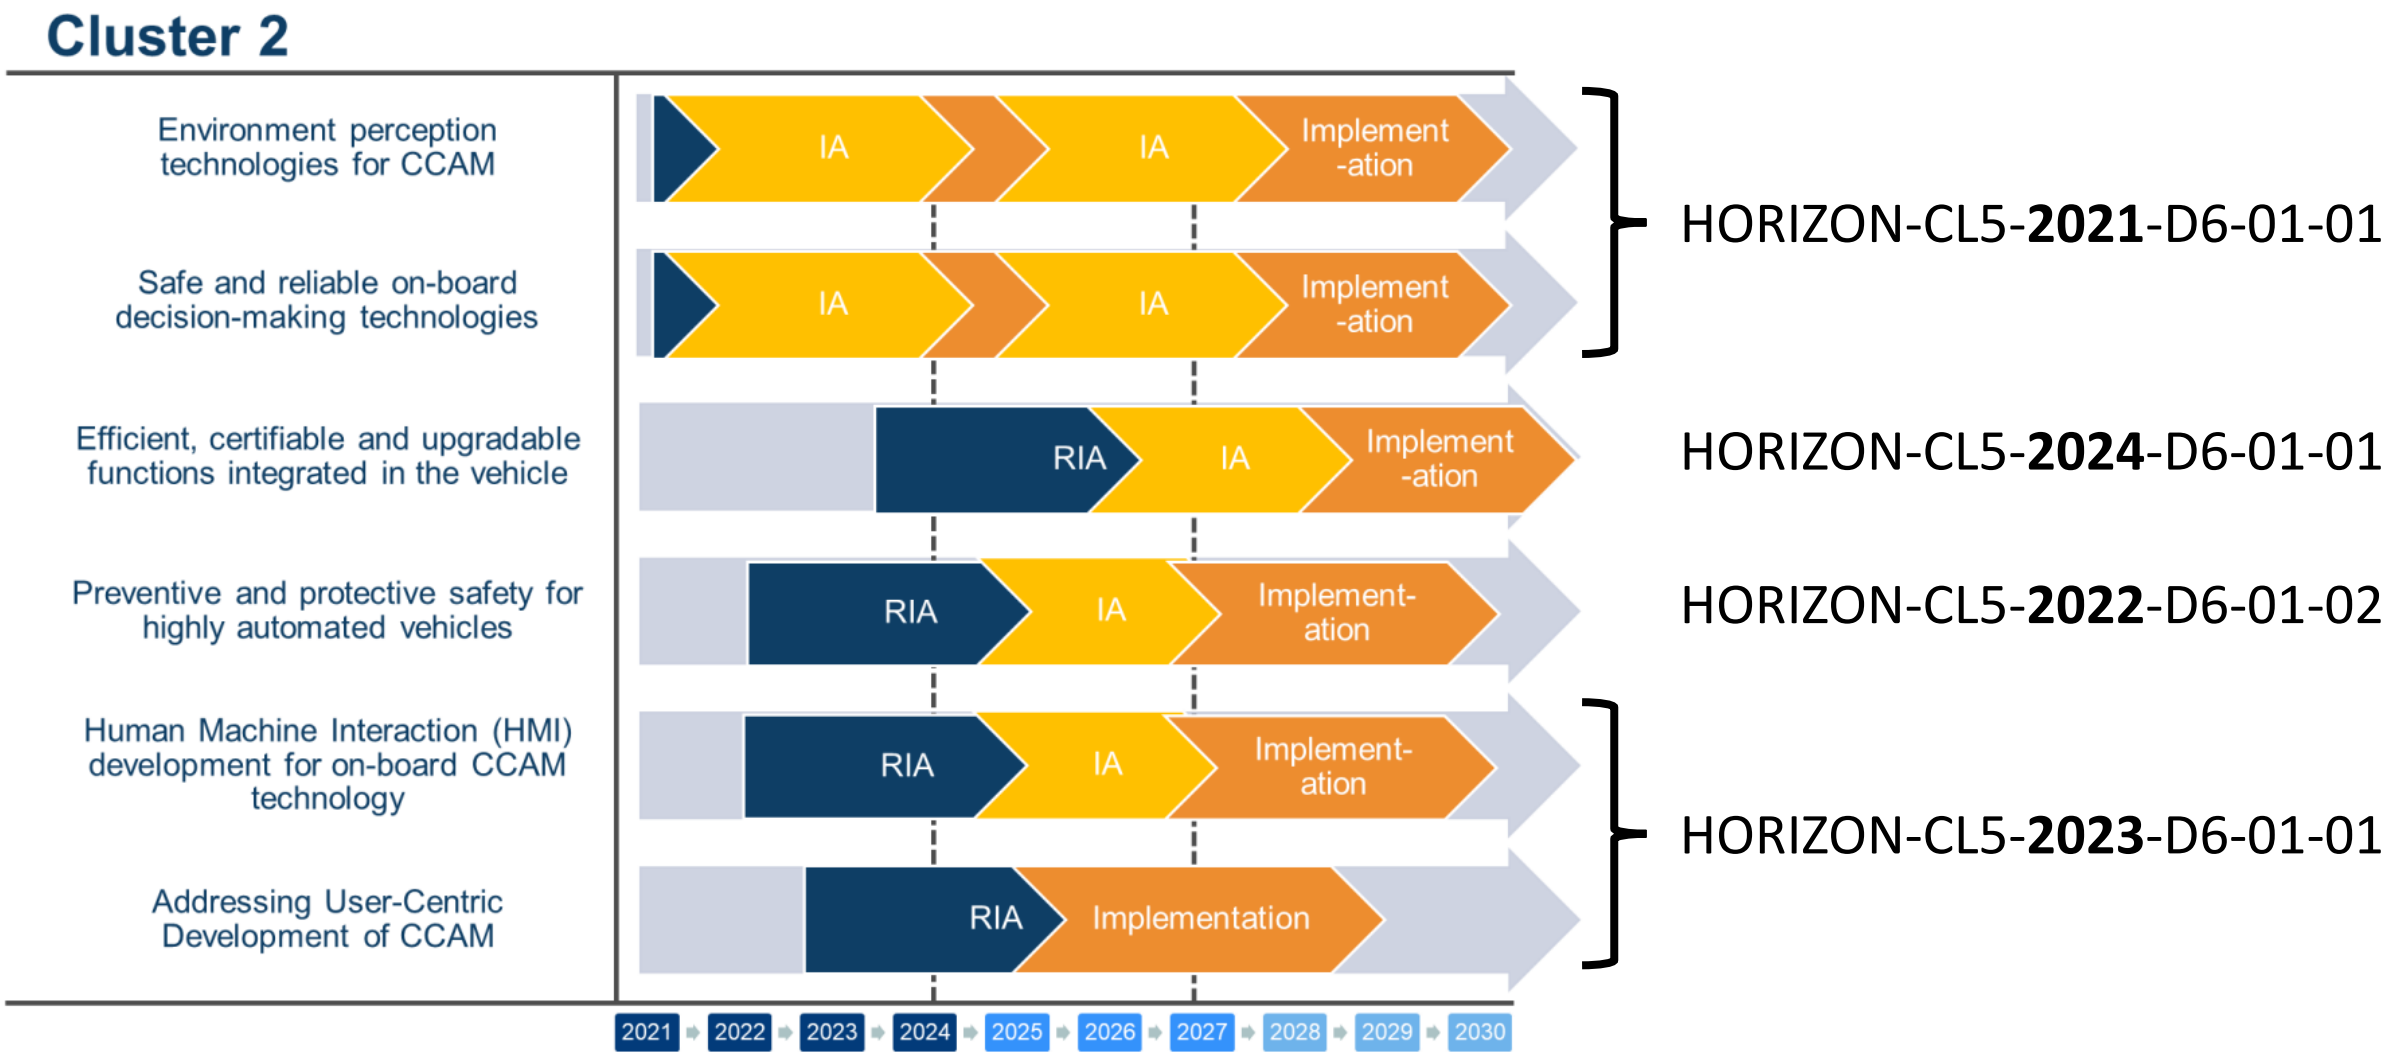 Cluster 2
Environment perception
technologies for CCAM
IA
IA
Implement
-ation
Safe and reliable on-board
decision-making technologies
IA
IA
Implement
-ation
HORIZON-CL5-2021-D6-01-01
Efficient, certifiable and upgradable
functions integrated in the vehicle
RIA
IA
Implement
-ation
HORIZON-CL5-2024-D6-01-01
Preventive and protective safety for
highly automated vehicles
RIA
IA
Implement-
ation
HORIZON-CL5-2022-D6-01-02
Human Machine Interaction (HMI)
development for on-board CCAM
technology
RIA
IA
Implement-
ation
Addressing User-Centric
Development of CCAM
RIA
Implementation
HORIZON-CL5-2023-D6-01-01
2021 2022 2023 2024 2025 2026 2027 2028 2029 2030